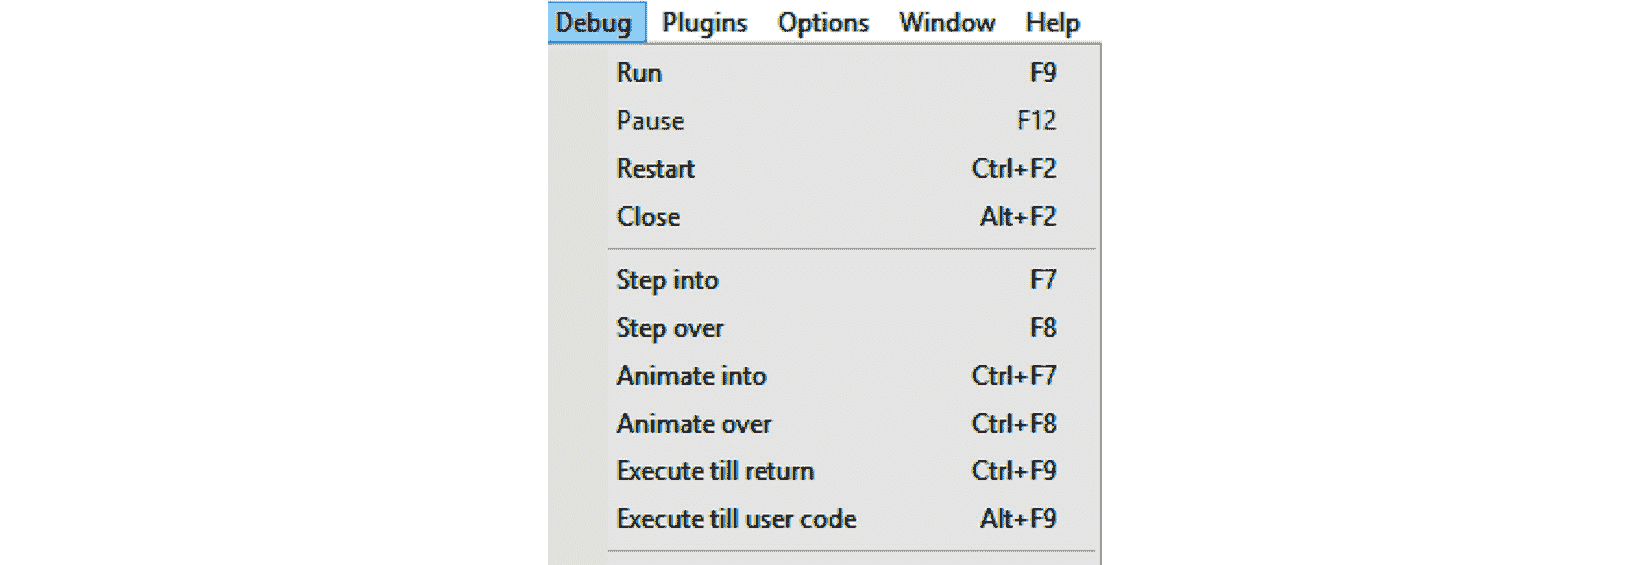 Debug Plugins Options Window Help
Run F9
Pause F12
Restart Ctrl+F2
Close Alt+F2
Step into F7
Step over F8
Animate into Ctrl+F7
Animate over Ctrl+F8
Execute till return Ctrl+F9
Execute till user code Alt+F9